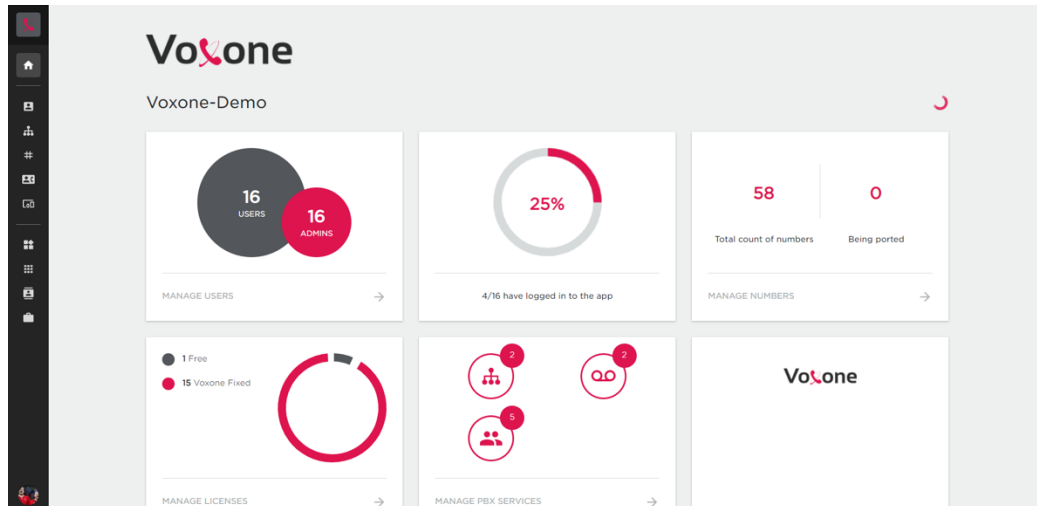 Voxone
Voxone-Demo
16
USERS
16
ADMINS
MANAGE USERS
25%
4/16 have logged in to the app
58
Total count of numbers
0
Being ported
MANAGE NUMBERS
1 Free
15 Voxone Fixed
MANAGE LICENSES
2
2
5
MANAGE PBX SERVICES
Voxone